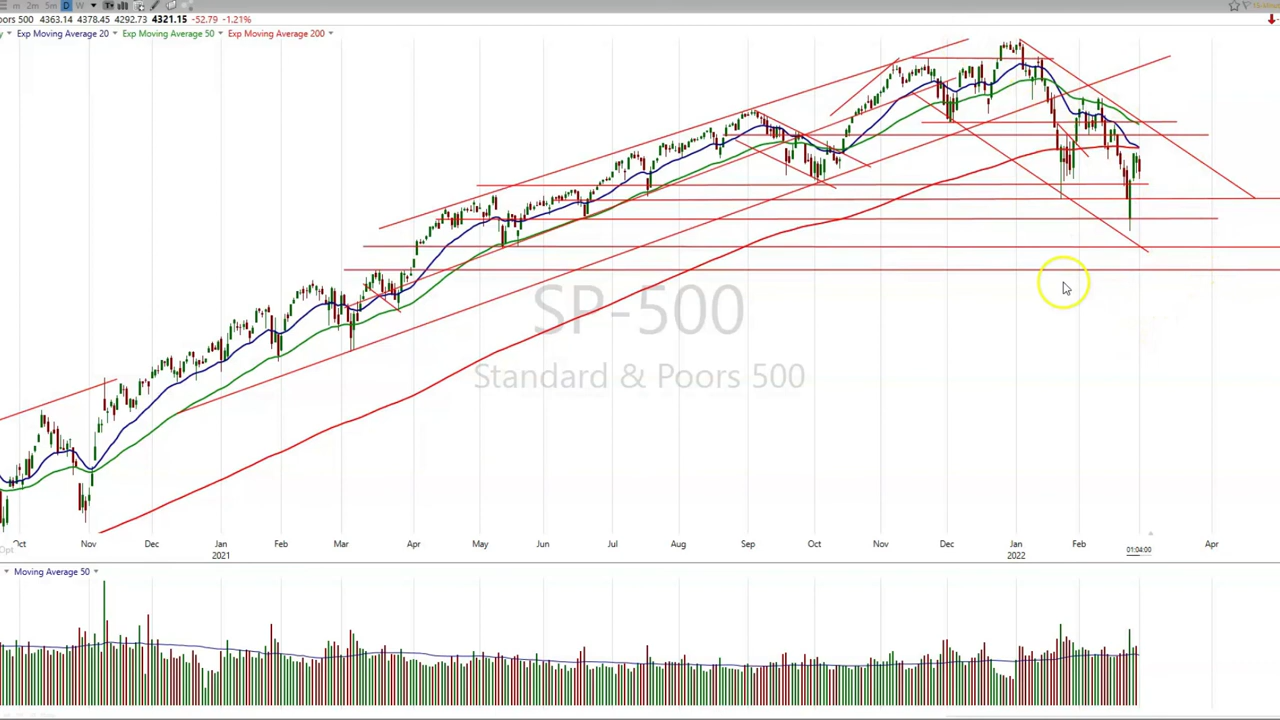 m 2m 5m D W
oors 500 4363.14 4378.45 4292.73 4321.15 -52.79 -1.21%
Exp Moving Average 20 Exp Moving Average 50 Exp Moving Average 200
SP-500
Standard & Poors 500
Oct Nov Dec Jan Feb Mar Apr May Jun Jul Aug Sep Oct Nov Dec Jan Feb 01:04:00 Apr
2021 2022
Opt
Moving Average 50